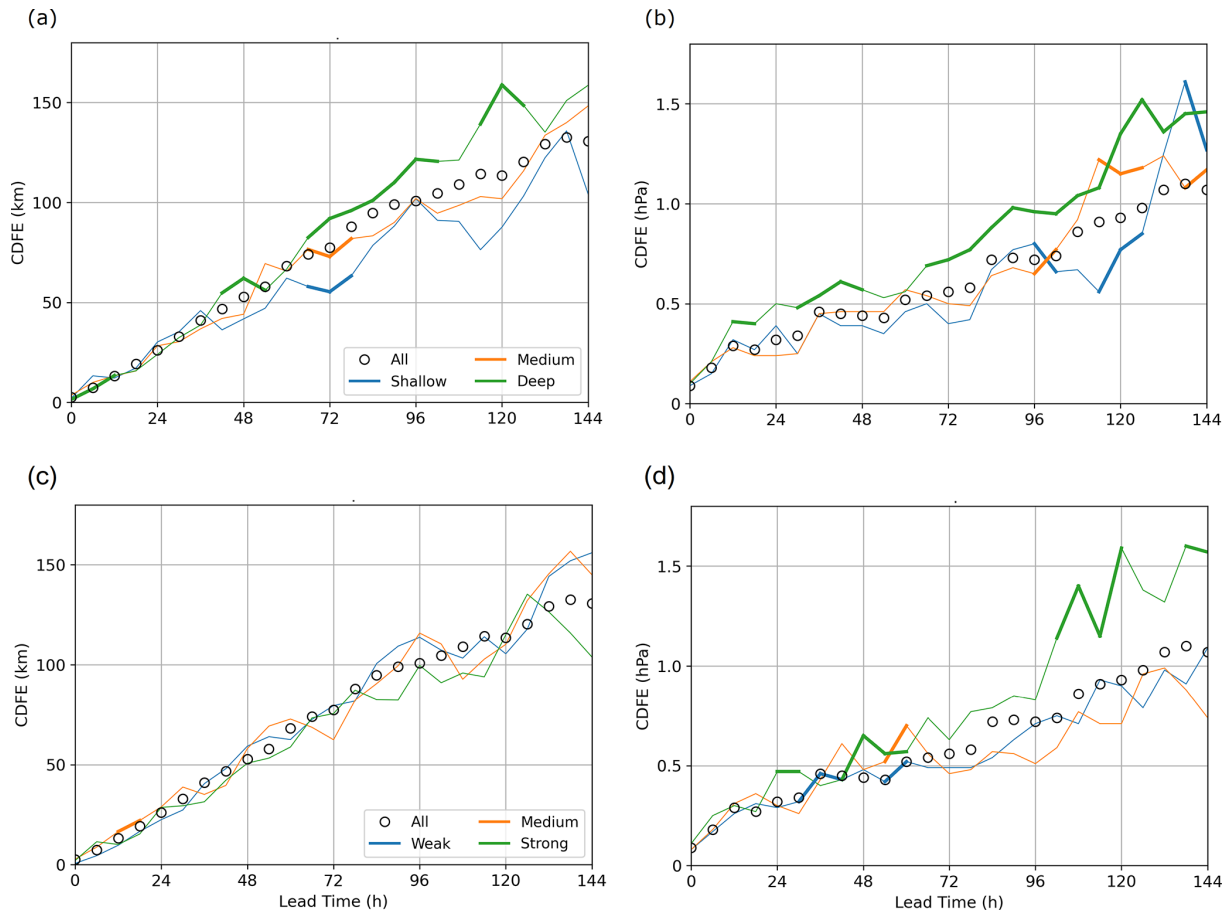 (a)
(b)
150
100
50
0
CDFE (km)
0 24 48 72 96 120 144
All
Shallow
Medium
Deep
1.5
1.0
0.5
0
CDFE (hPa)
0 24 48 72 96 120 144
(c)
(d)
150
100
50
0
CDFE (km)
0 24 48 72 96 120 144
Lead Time (h)
All
Weak
Medium
Strong
1.5
1.0
0.5
0
CDFE (hPa)
0 24 48 72 96 120 144
Lead Time (h)